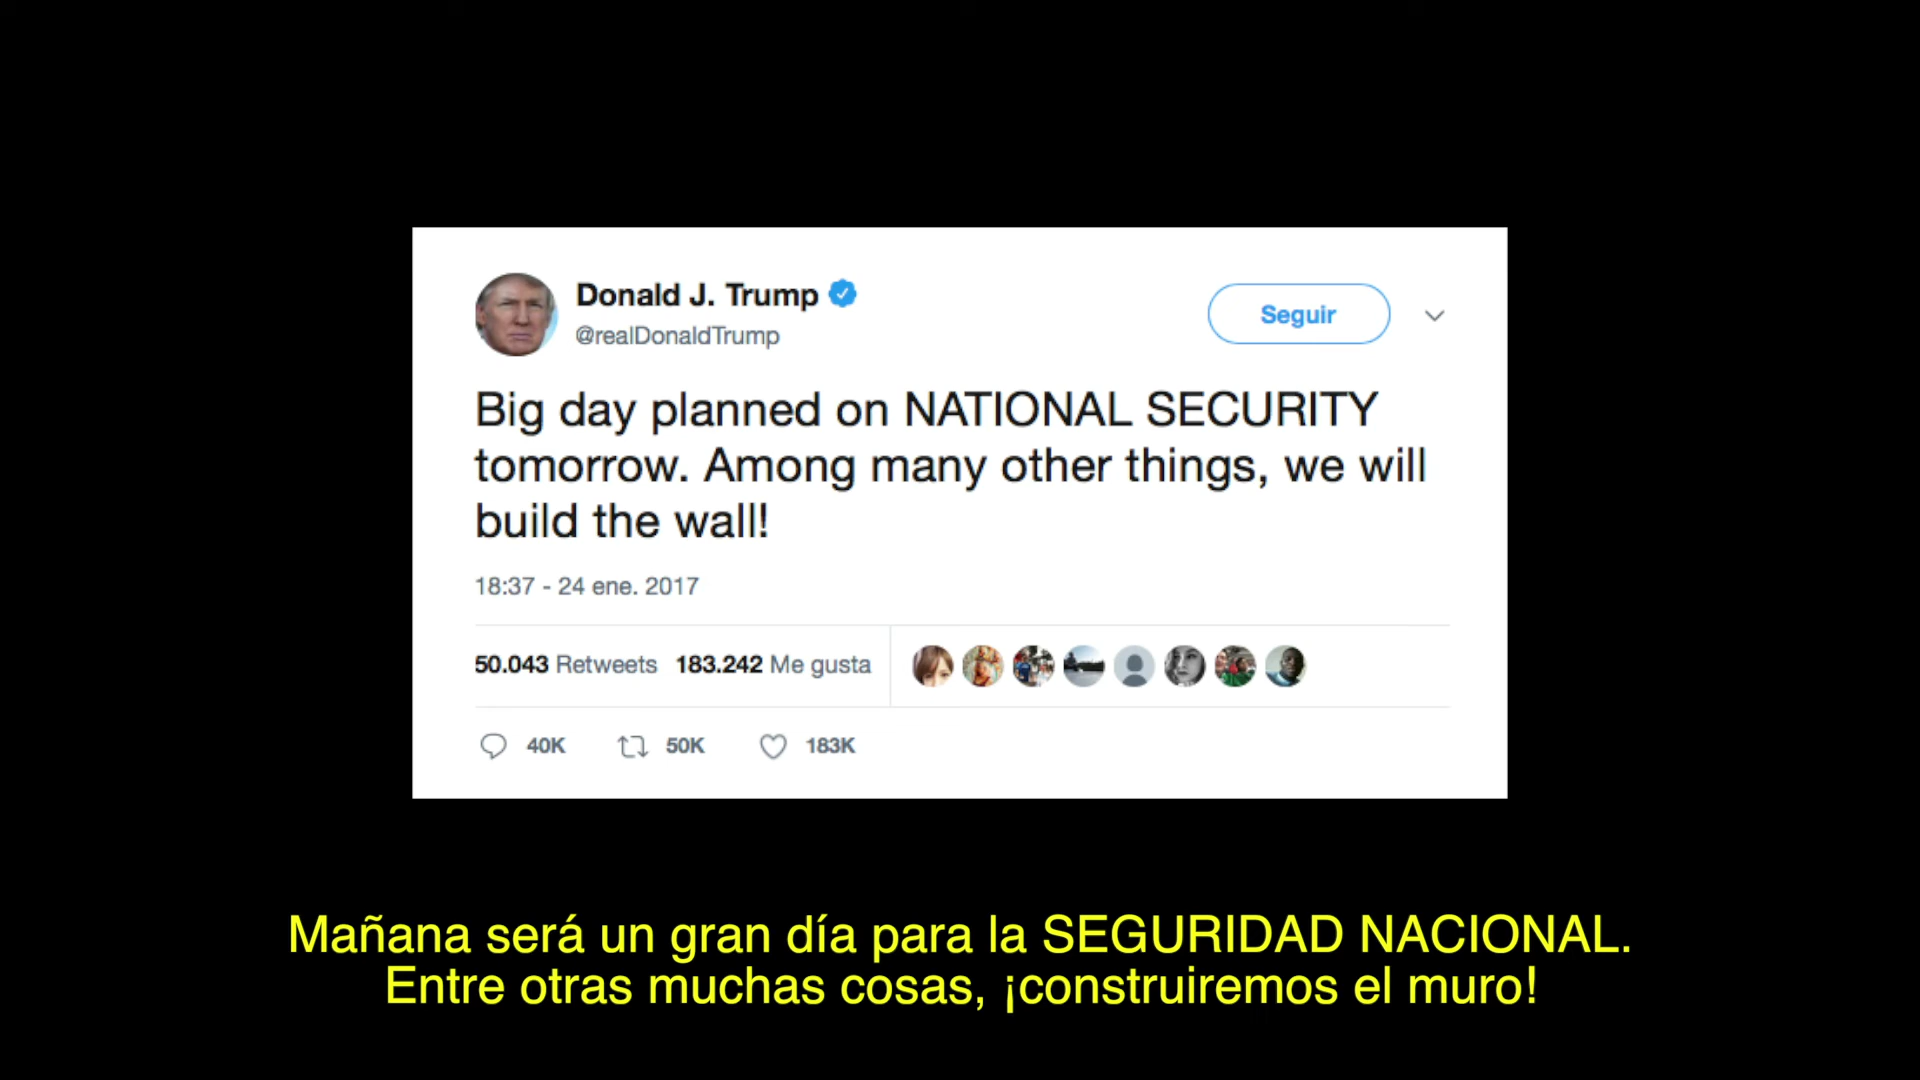 Donald J. Trump
@realDonaldTrump
Seguir
Big day planned on NATIONAL SECURITY
tomorrow. Among many other things, we will
build the wall!
18:37 - 24 ene. 2017
50.043 Retweets 183.242 Me gusta
40K 50K 183K
Mañana será un gran día para la SEGURIDAD NACIONAL.
Entre otras muchas cosas, ¡construiremos el muro!